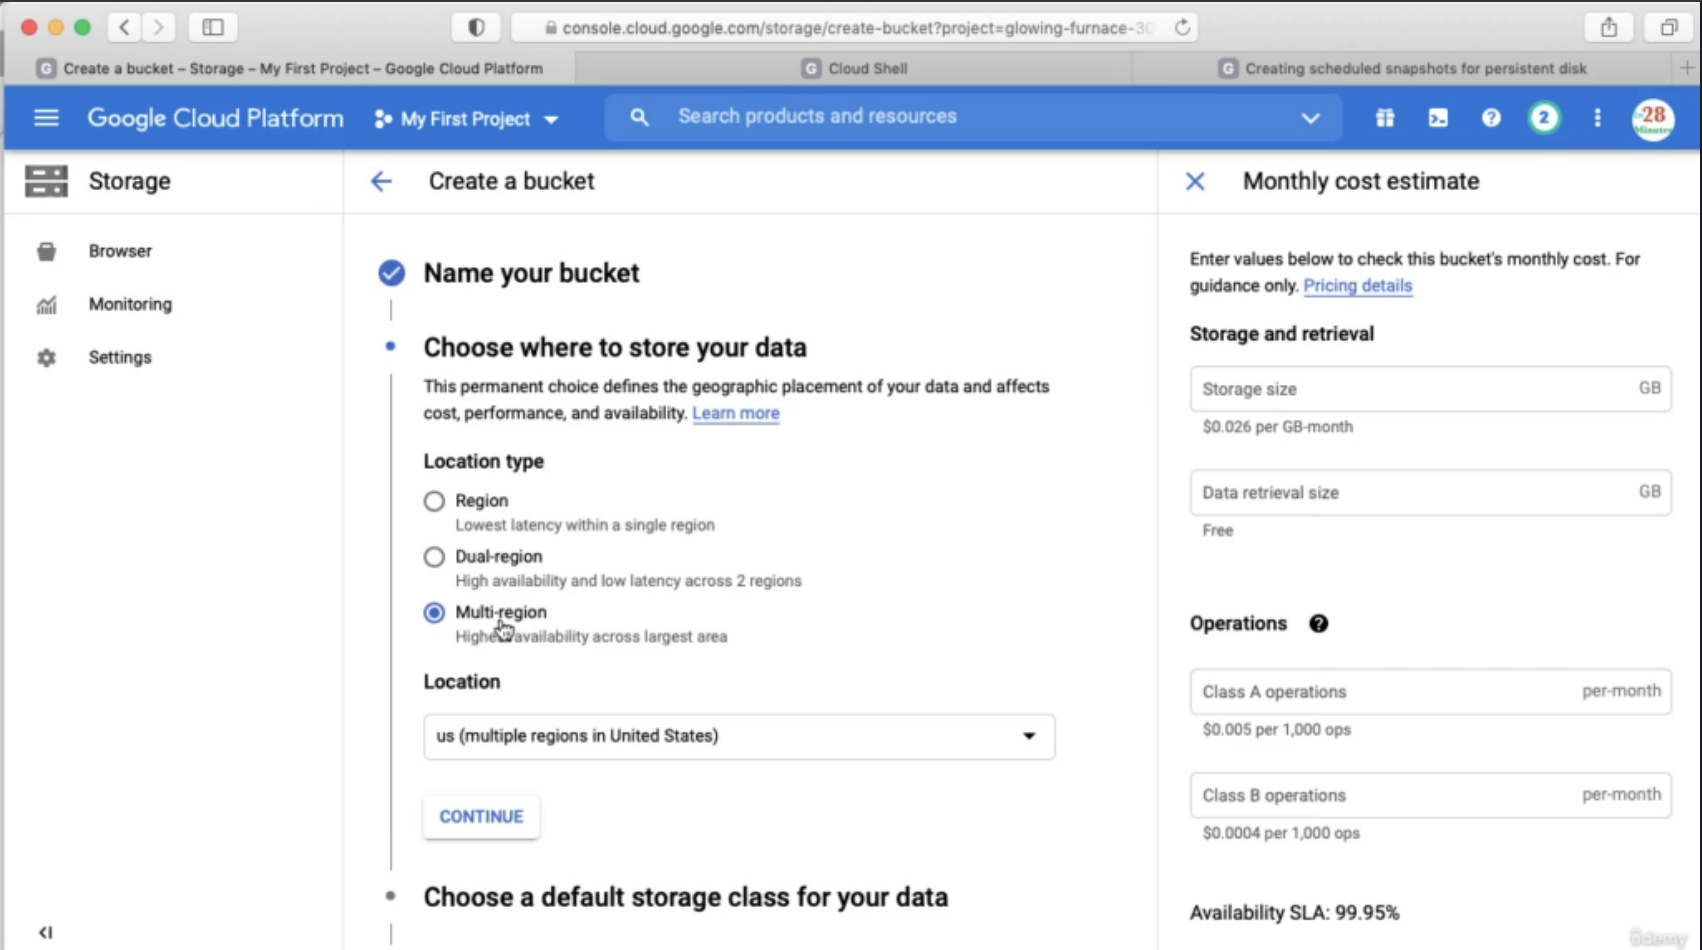 console.cloud.google.com/storage/create-bucket?project=glowing-furnace-30
Create a bucket – Storage – My First Project – Google Cloud Platform
Cloud Shell
Creating scheduled snapshots for persistent disk
Google Cloud Platform
My First Project
Search products and resources
2
28
Minutes
Storage
Browser
Monitoring
Settings
Create a bucket
Name your bucket
Choose where to store your data
This permanent choice defines the geographic placement of your data and affects
cost, performance, and availability. Learn more
Location type
Region
Lowest latency within a single region
Dual-region
High availability and low latency across 2 regions
Multi-region
availability across largest area
Location
us (multiple regions in United States)
CONTINUE
Choose a default storage class for your data
Monthly cost estimate
Enter values below to check this bucket's monthly cost. For
guidance only. Pricing details
Storage and retrieval
Storage size GB
$0.026 per GB-month
Data retrieval size GB
Free
Operations
Class A operations per-month
$0.005 per 1,000 ops
Class B operations per-month
$0.0004 per 1,000 ops
Availability SLA: 99.95%
ûdemy